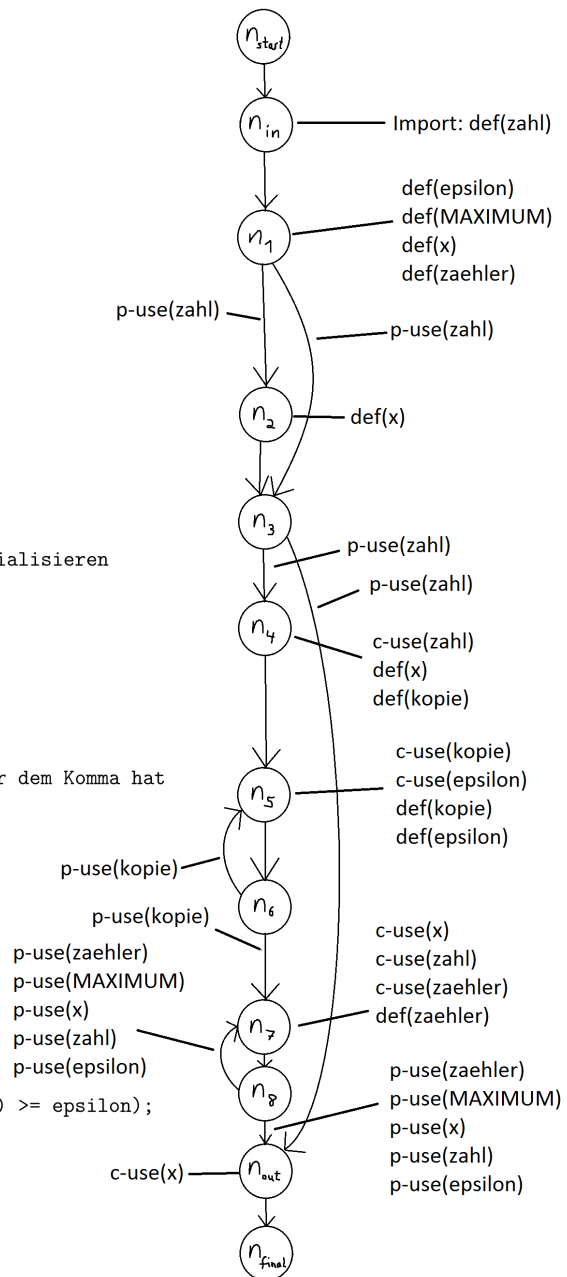 n_start
n_in
Import: def(zahl)
def(epsilon)
def(MAXIMUM)
n_1
def(x)
def(zaehler)
p-use(zahl)
p-use(zahl)
n_2
def(x)
n_3
p-use(zahl)
ialisieren
p-use(zahl)
n_4
c-use(zahl)
def(x)
def(kopie)
c-use(kopie)
r dem Komma hat
c-use(epsilon)
n_5
def(kopie)
def(epsilon)
p-use(kopie)
n_6
p-use(kopie)
c-use(x)
p-use(zaehler)
c-use(zahl)
p-use(MAXIMUM)
c-use(zaehler)
p-use(x)
def(zaehler)
n_7
p-use(zahl)
p-use(epsilon)
p-use(zaehler)
n_8
p-use(MAXIMUM)
) >= epsilon);
p-use(x)
p-use(zahl)
c-use(x)
n_out
p-use(epsilon)
n_final